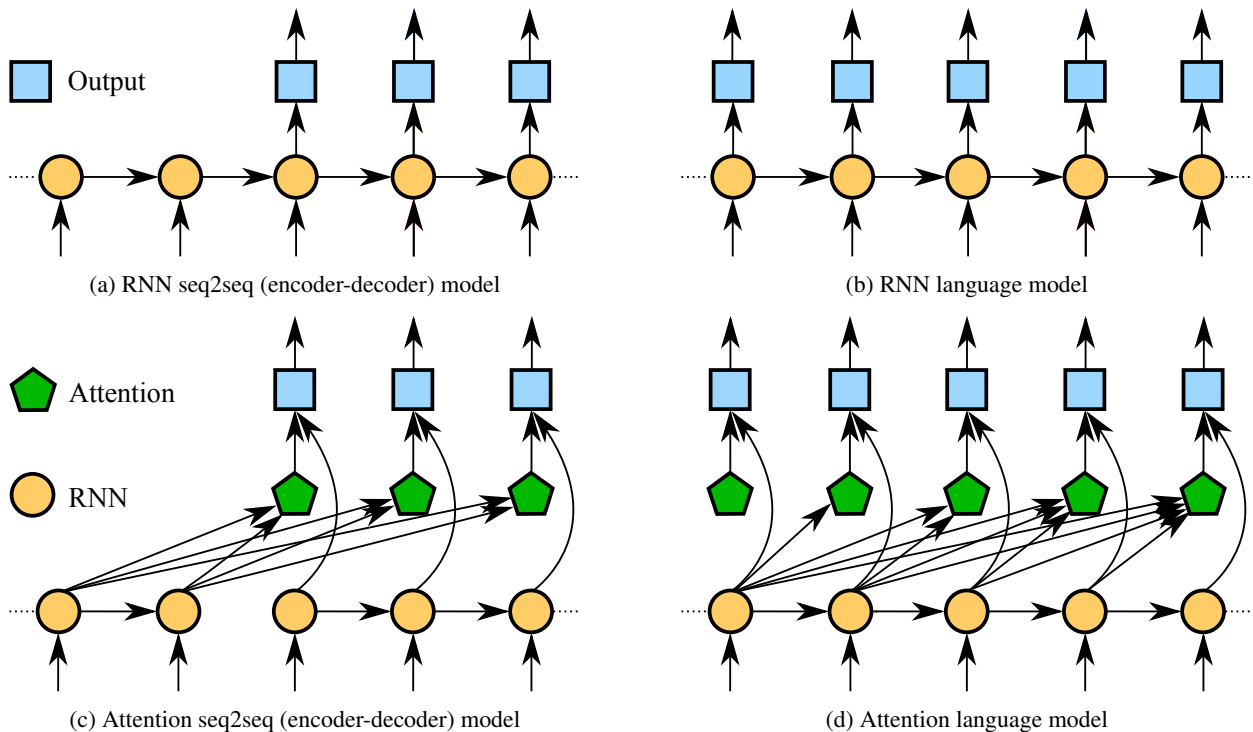 Output
(a) RNN seq2seq (encoder-decoder) model
(b) RNN language model
Attention
RNN
(c) Attention seq2seq (encoder-decoder) model
(d) Attention language model